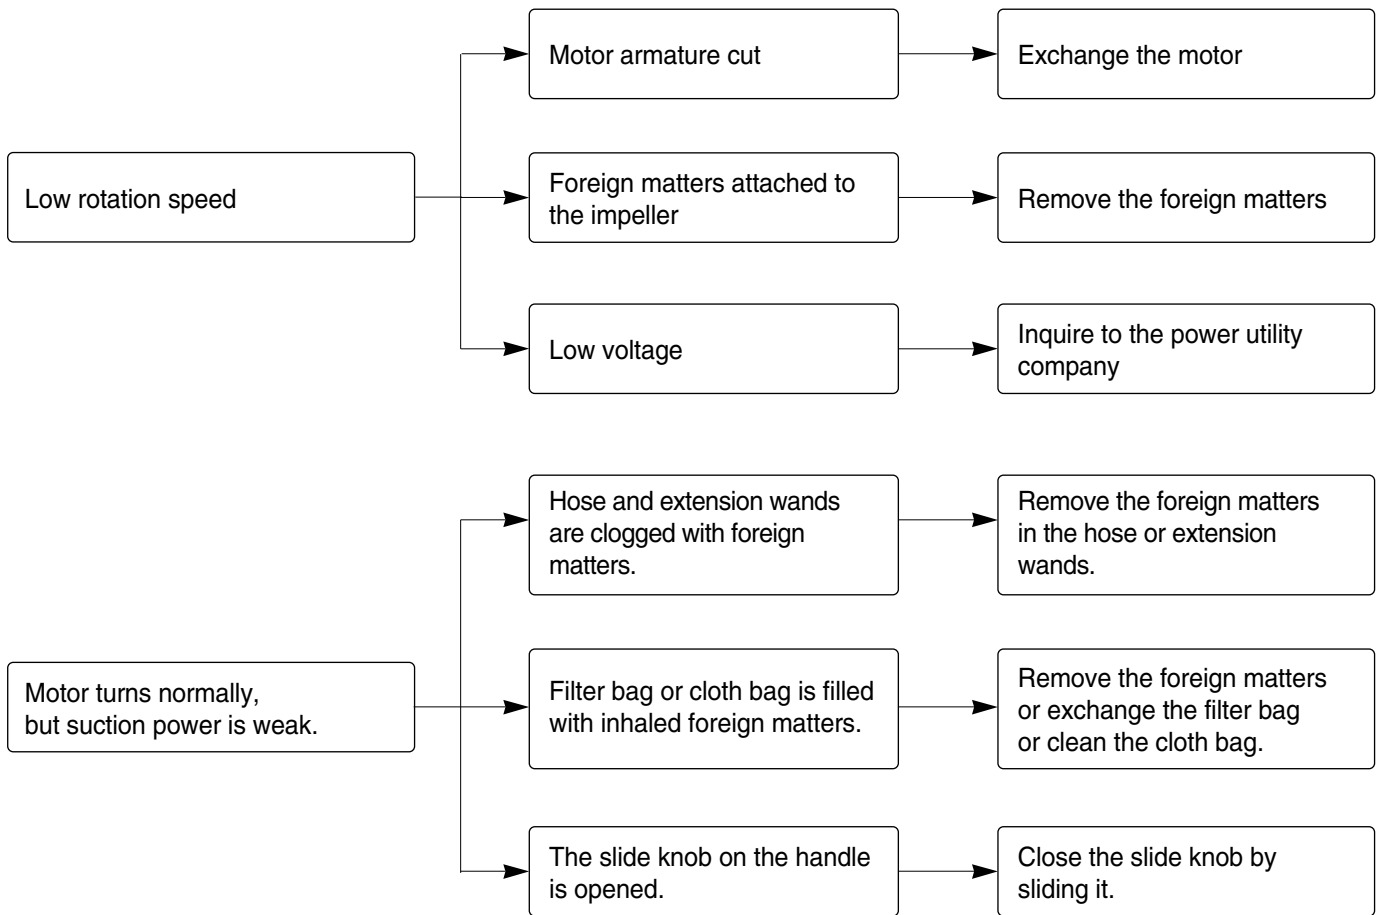 Motor armature cut
Exchange the motor
Low rotation speed
Foreign matters attached to
the impeller
Remove the foreign matters
Low voltage
Inquire to the power utility
company
Hose and extension wands
are clogged with foreign
matters.
Remove the foreign matters
in the hose or extension
wands.
Motor turns normally,
but suction power is weak.
Filter bag or cloth bag is filled
with inhaled foreign matters.
Remove the foreign matters
or exchange the filter bag
or clean the cloth bag.
The slide knob on the handle
is opened.
Close the slide knob by
sliding it.